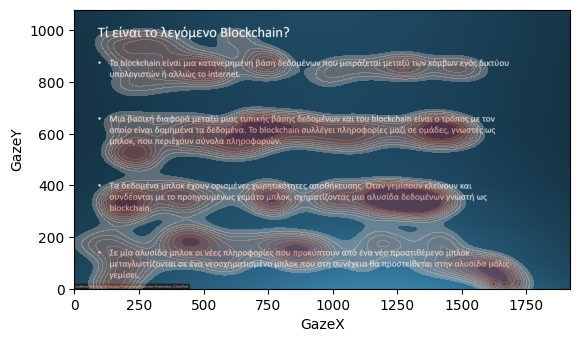 Τί είναι το λεγόμενο Blockchain?
• Το blockchain είναι μια κατανεμημένη βάση δεδομένων που μοιράζεται μεταξύ των κόμβων ενός δικτύου
υπολογιστών ή αλλιώς το internet.
• Μια βασική διαφορά μεταξύ μιας τυπικής βάσης δεδομένων και του blockchain είναι ο τρόπος με τον
οποίο είναι δομημένα τα δεδομένα. Το blockchain συλλέγει πληροφορίες μαζί σε ομάδες, γνωστές ως
μπλοκ, που περιέχουν σύνολα πληροφοριών.
• Τα δεδομένα μπλοκ έχουν ορισμένες χωρητικότητες αποθήκευσης. Όταν γεμίσουν κλείνουν και
συνδέονται με το προηγουμένως γεμάτο μπλοκ, σχηματίζοντας μια αλυσίδα δεδομένων γνωστή ως
blockchain.
• Σε μία αλυσίδα μπλοκ οι νέες πληροφορίες που προκύπτουν από ένα νέο προστιθέμενο μπλοκ
μεταγλωττίζονται σε ένα νεοσχηματισμένο μπλοκ που στη συνέχεια θα προστεθείται στην αλυσίδα μόλις
γεμίσει.
GazeY
1000
800
600
400
200
0
0 250 500 750 1000 1250 1500 1750
GazeX